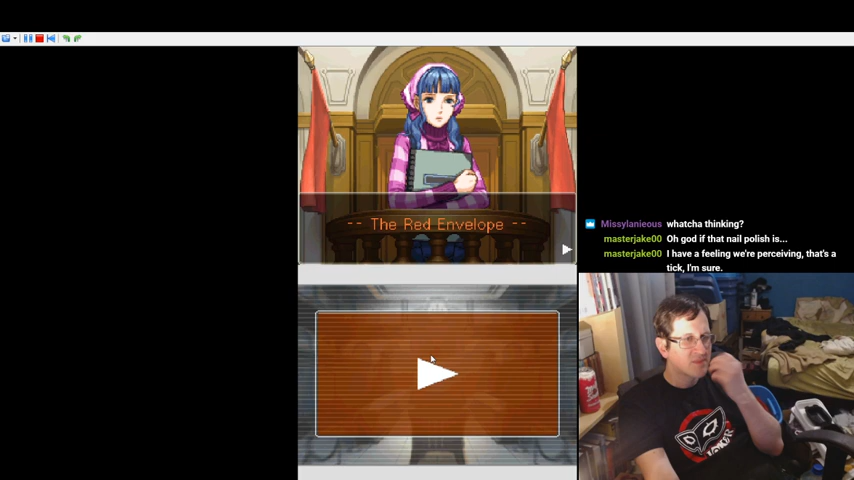 -- The Red Envelope --
Missylanieous whatcha thinking?
masterjake00 Oh god if that nail polish is...
masterjake00 I have a feeling we're perceiving, that's a
tick, I'm sure.